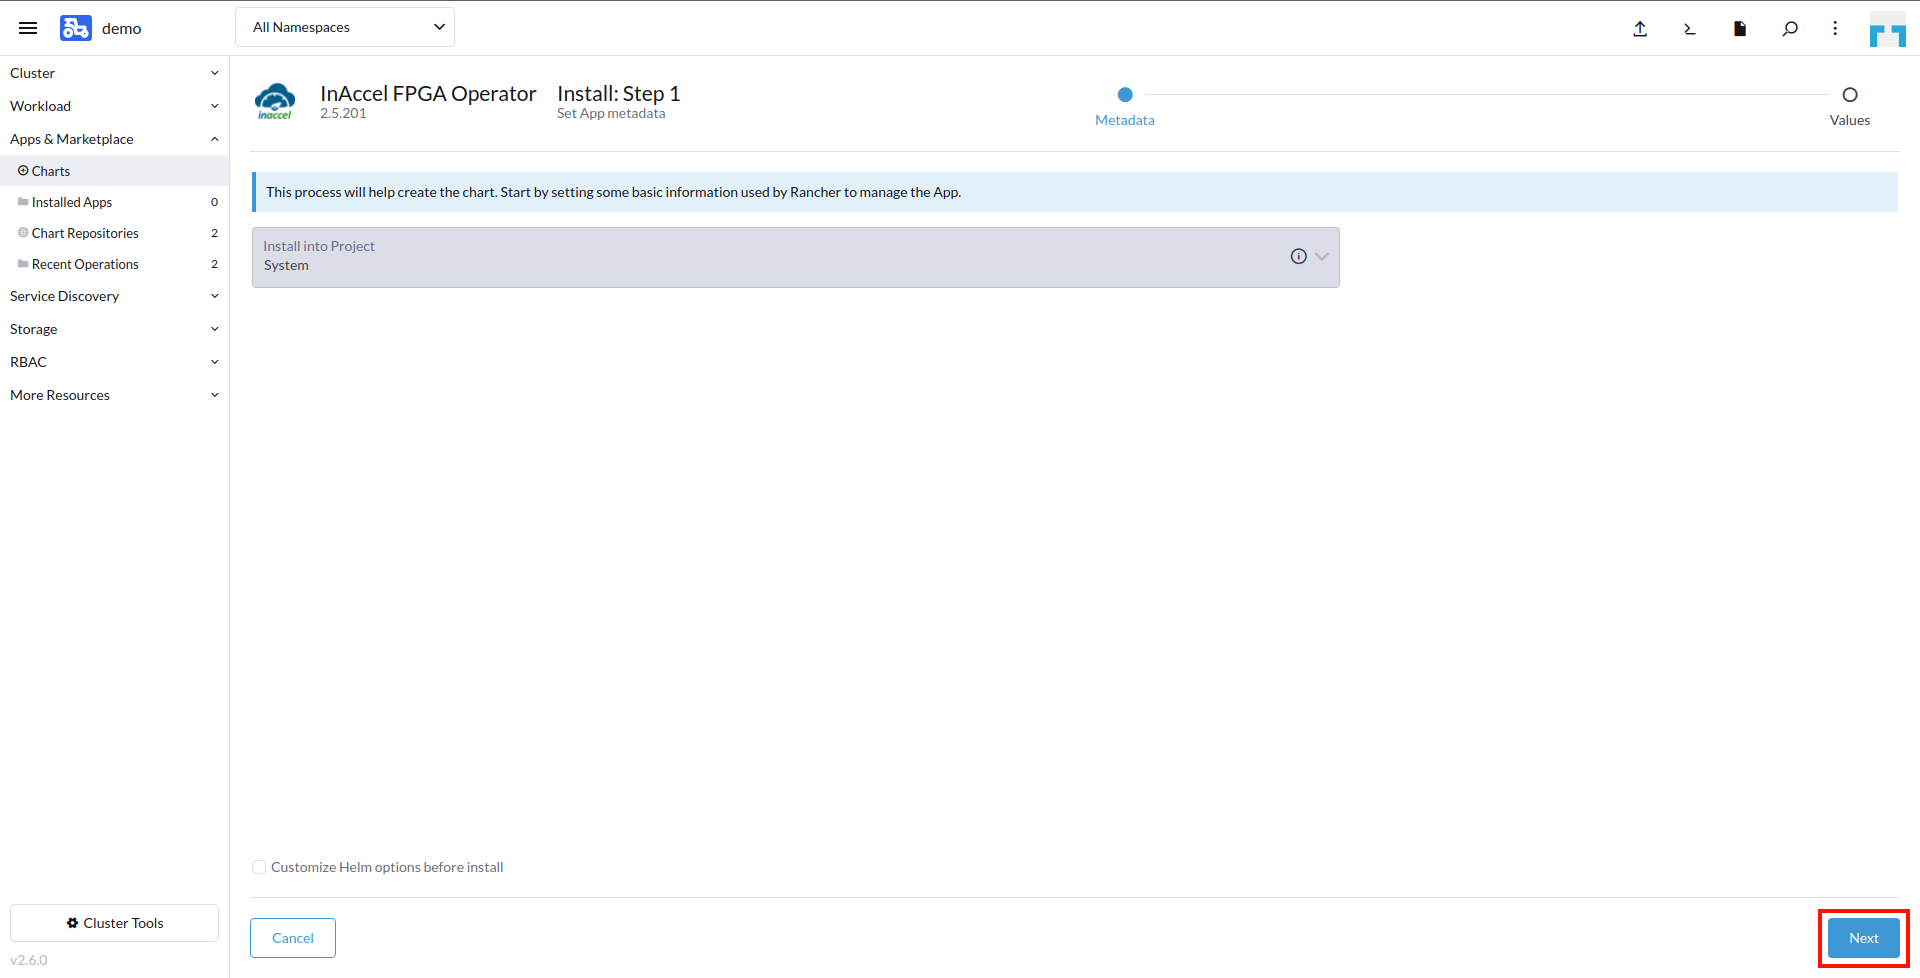 demo
All Namespaces
Cluster
Workload
Apps & Marketplace
Charts
Installed Apps 0
Chart Repositories 2
Recent Operations 2
Service Discovery
Storage
RBAC
More Resources
Cluster Tools
v2.6.0
inaccel
InAccel FPGA Operator
2.5.201
Install: Step 1
Set App metadata
Metadata
Values
This process will help create the chart. Start by setting some basic information used by Rancher to manage the App.
Install into Project
System
Customize Helm options before install
Cancel
Next